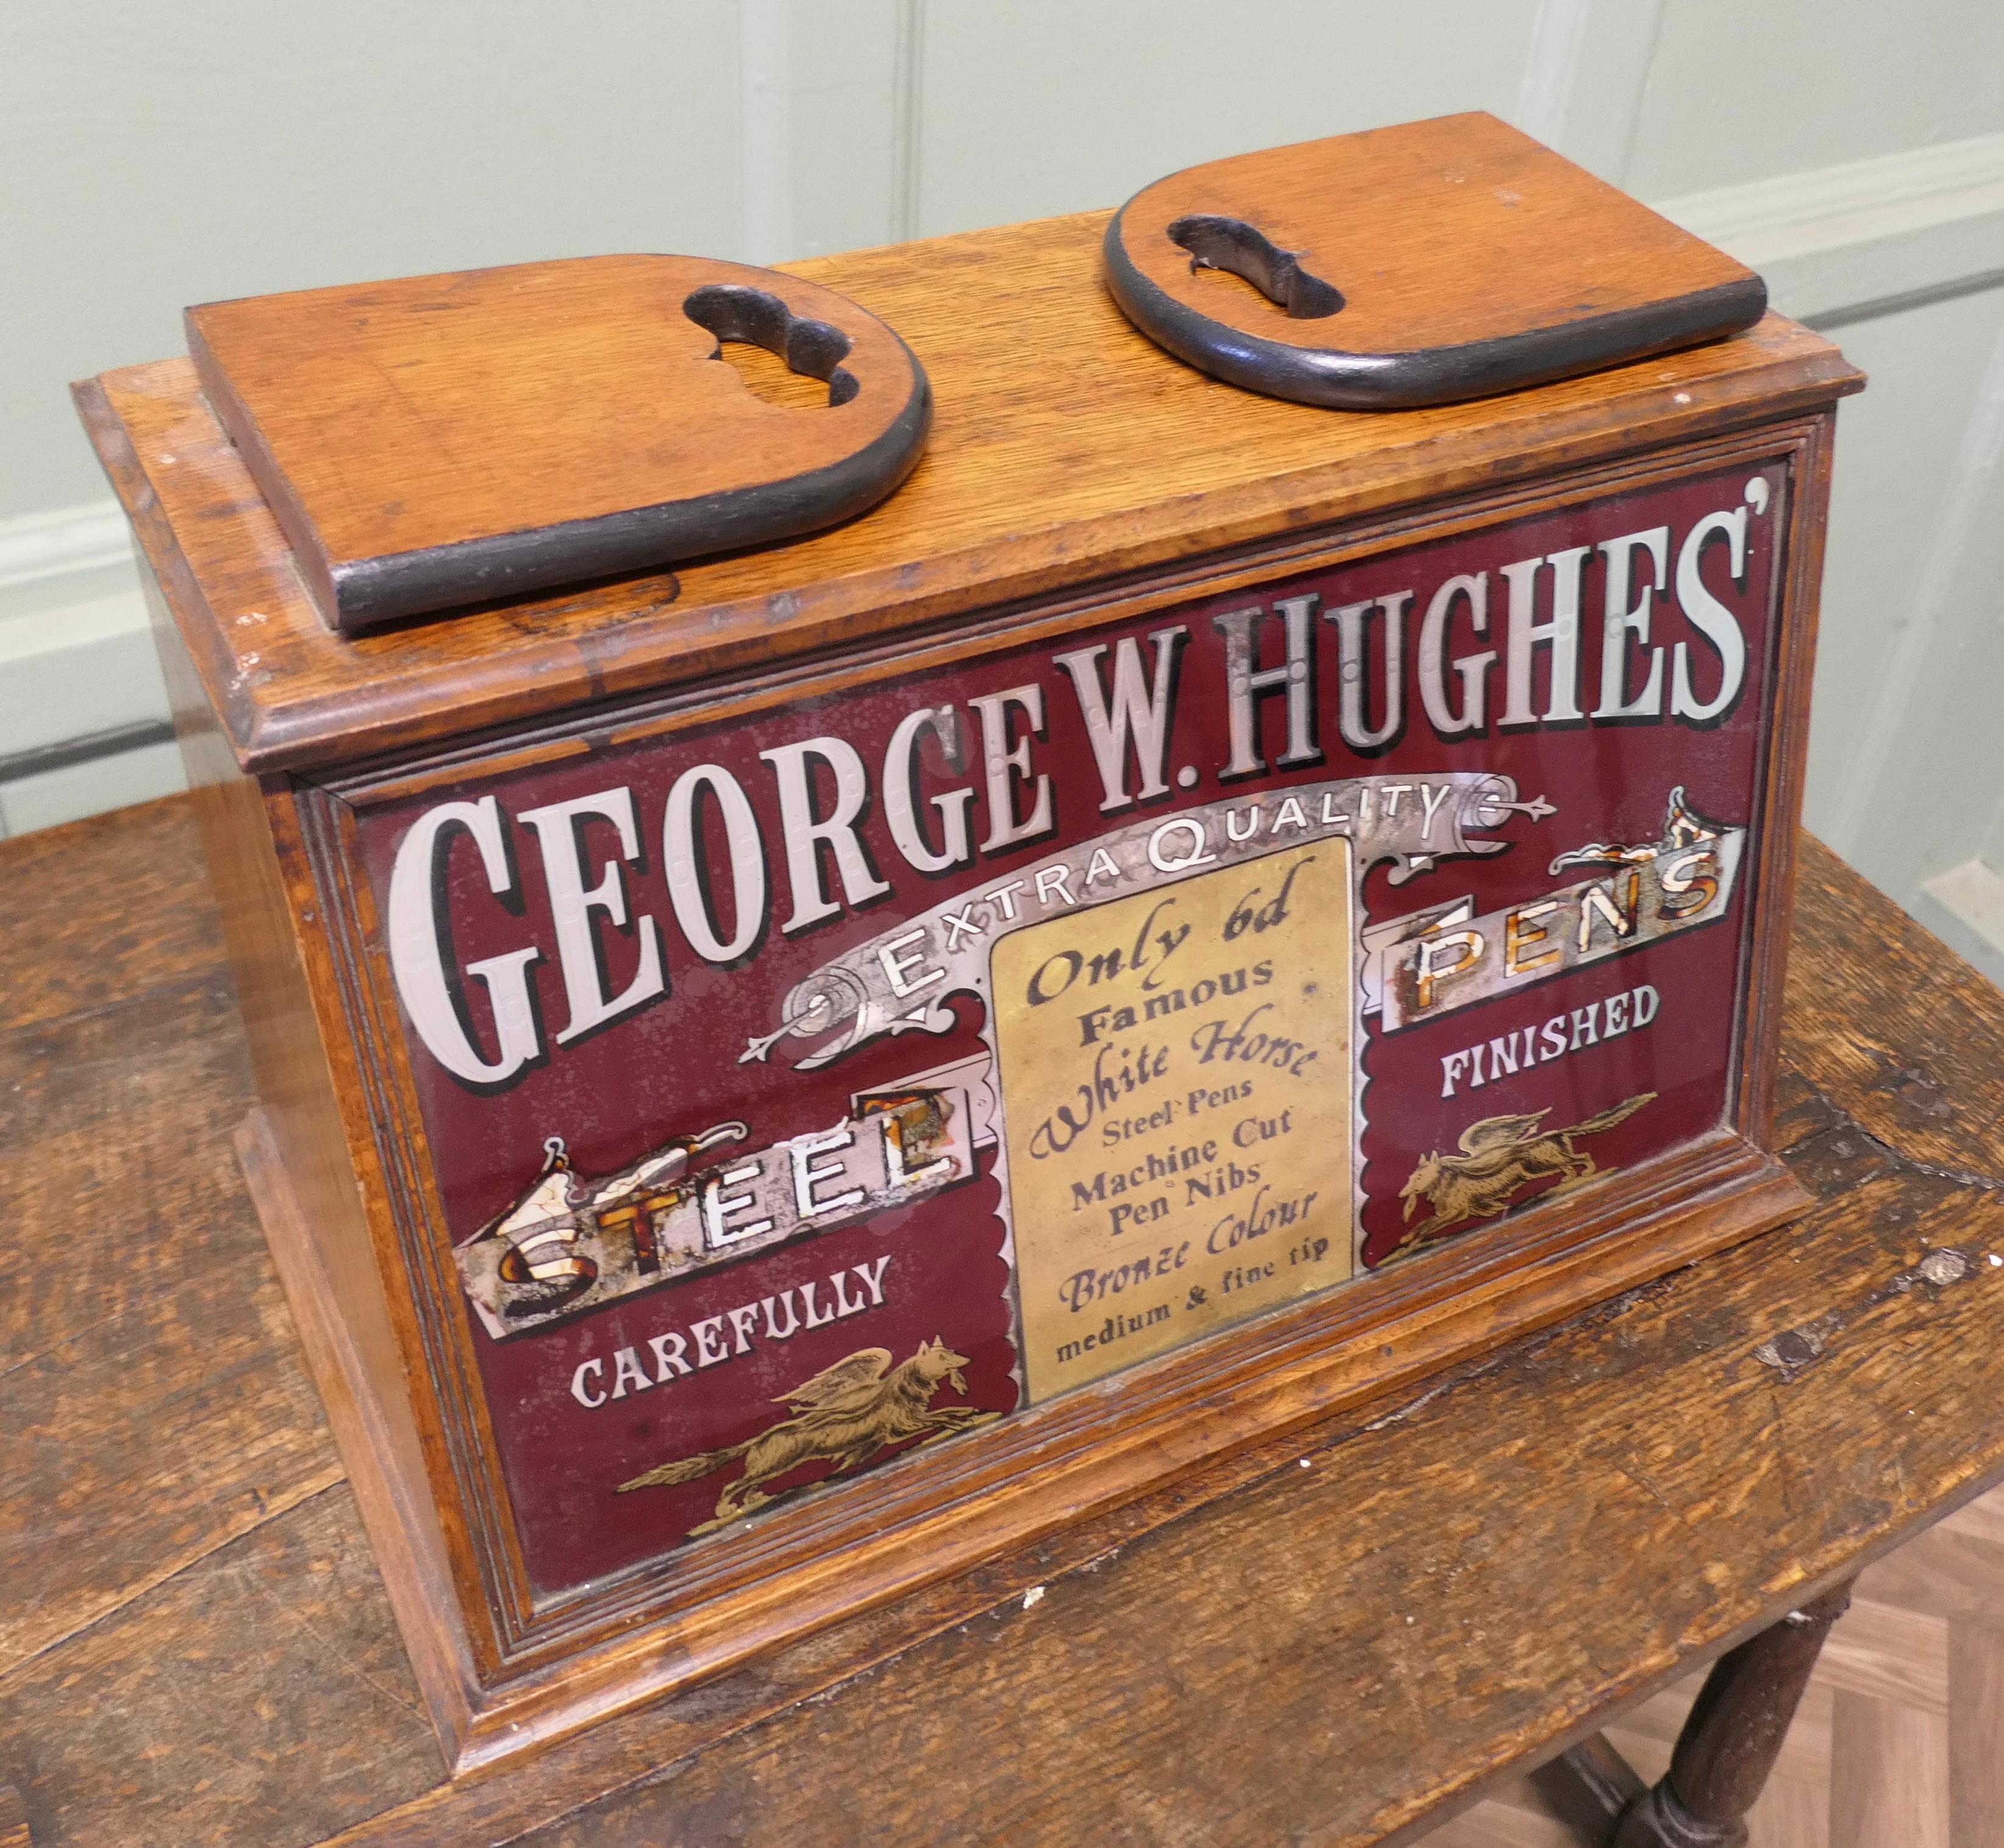 GEORGE W. HUGHES'
EXTRA QUALITY
STEEL PENS
CAREFULLY FINISHED
Only 6d
Famous
White Horse
Steel Pens
Machine Cut
Pen Nibs
Bronze Colour
medium & fine tip